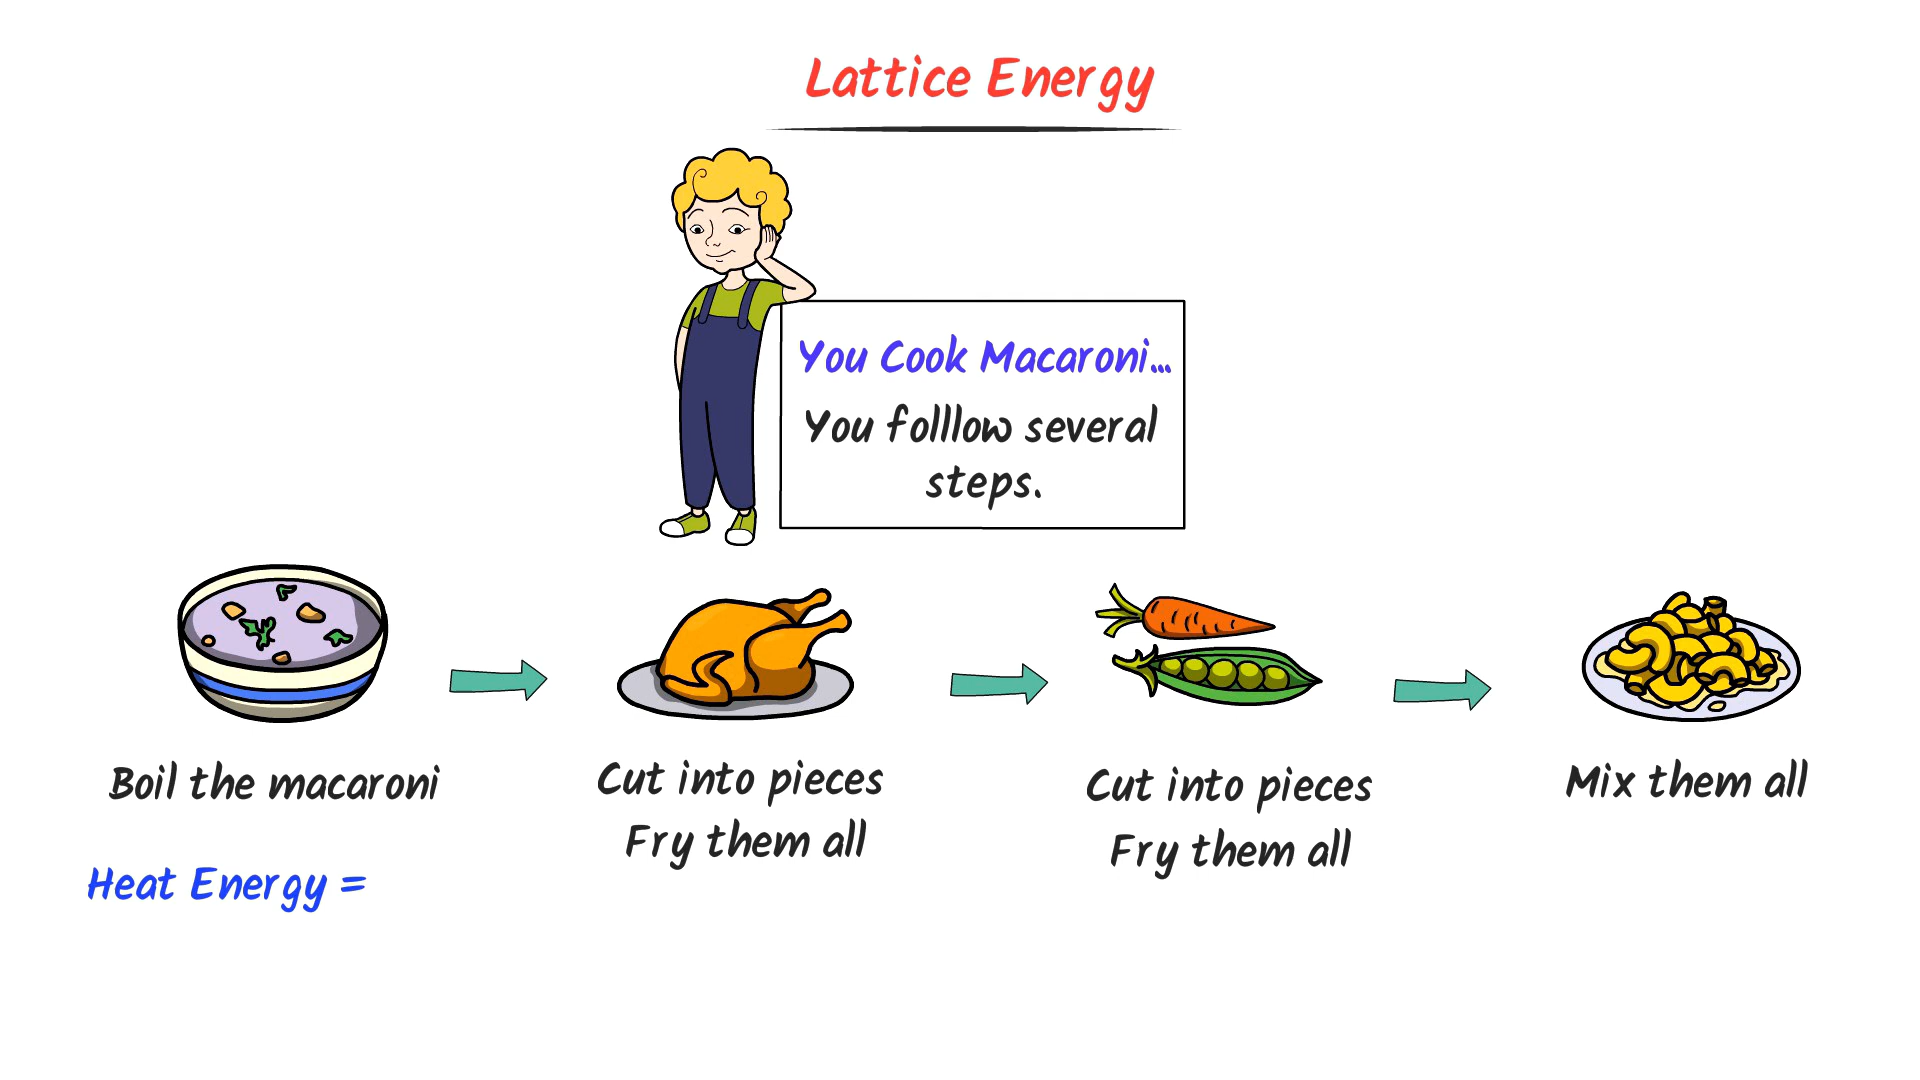 Lattice Energy
You Cook Macaroni...
You folllow several
steps.
Boil the macaroni
Cut into pieces
Fry them all
Cut into pieces
Fry them all
Mix them all
Heat Energy =